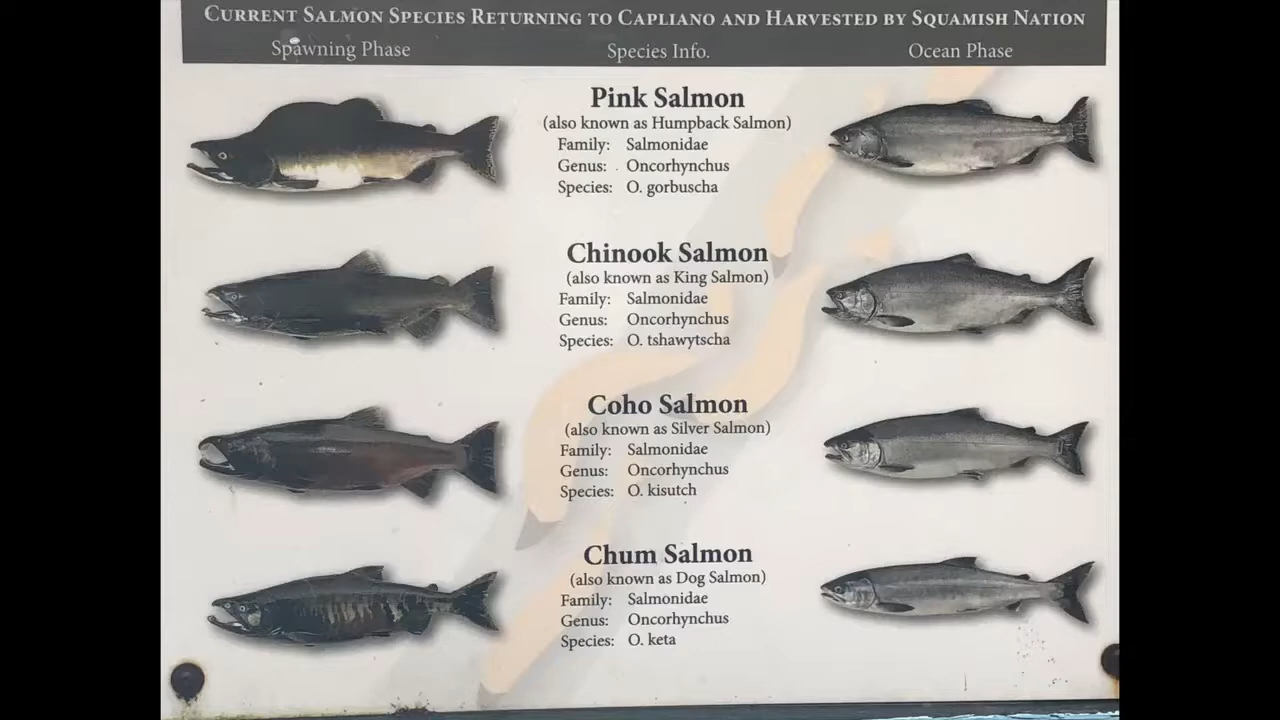 Current Salmon Species Returning to Capliano and Harvested by Squamish Nation
Spawning Phase Species Info. Ocean Phase
Pink Salmon
(also known as Humpback Salmon)
Family: Salmonidae
Genus: Oncorhynchus
Species: O. gorbuscha
Chinook Salmon
(also known as King Salmon)
Family: Salmonidae
Genus: Oncorhynchus
Species: O. tshawytscha
Coho Salmon
(also known as Silver Salmon)
Family: Salmonidae
Genus: Oncorhynchus
Species: O. kisutch
Chum Salmon
(also known as Dog Salmon)
Family: Salmonidae
Genus: Oncorhynchus
Species: O. keta